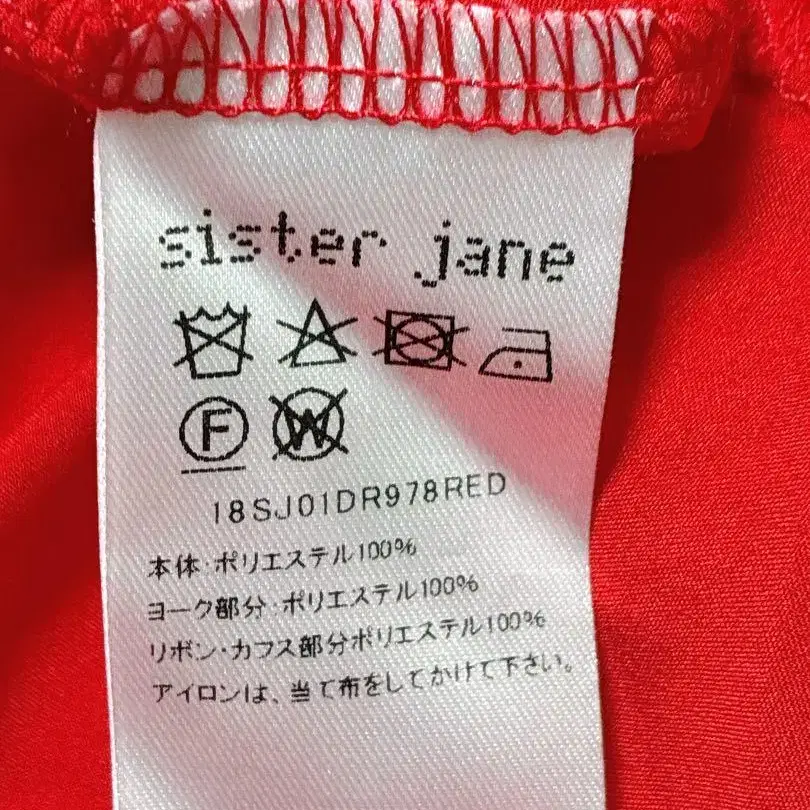 sister jane
F W
18SJ01DR978RED
本体・ポリエステル100%
ヨーク部分・ポリエステル100%
リボン・カフス部分ポリエステル100%
アイロンは、当て布をしてかけて下さい。